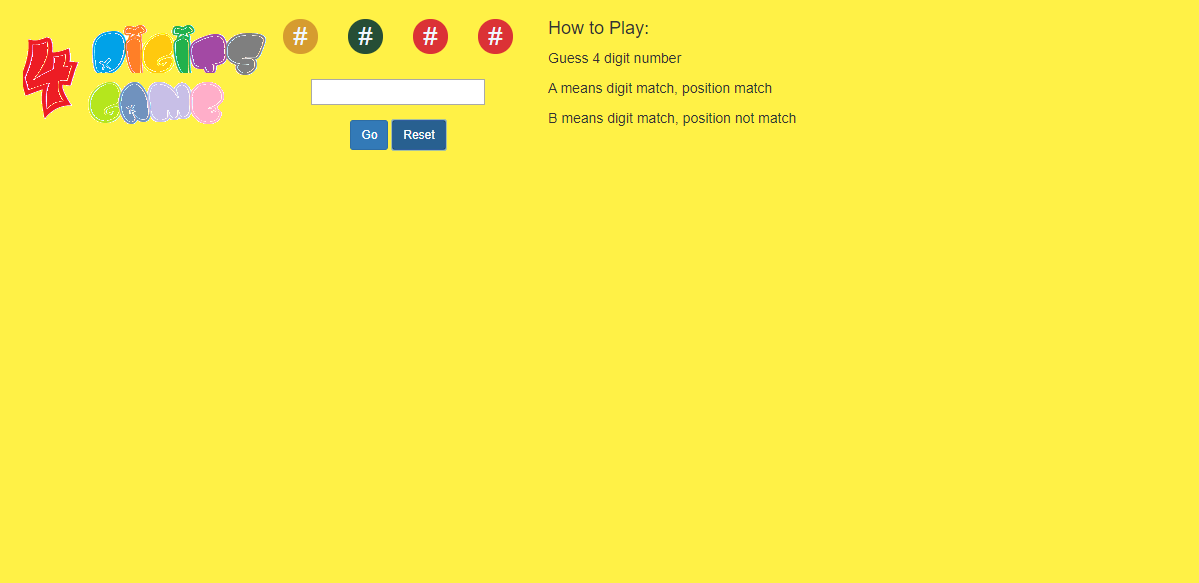 4 Digits
GAME
# # # #
Go Reset
How to Play:
Guess 4 digit number
A means digit match, position match
B means digit match, position not match